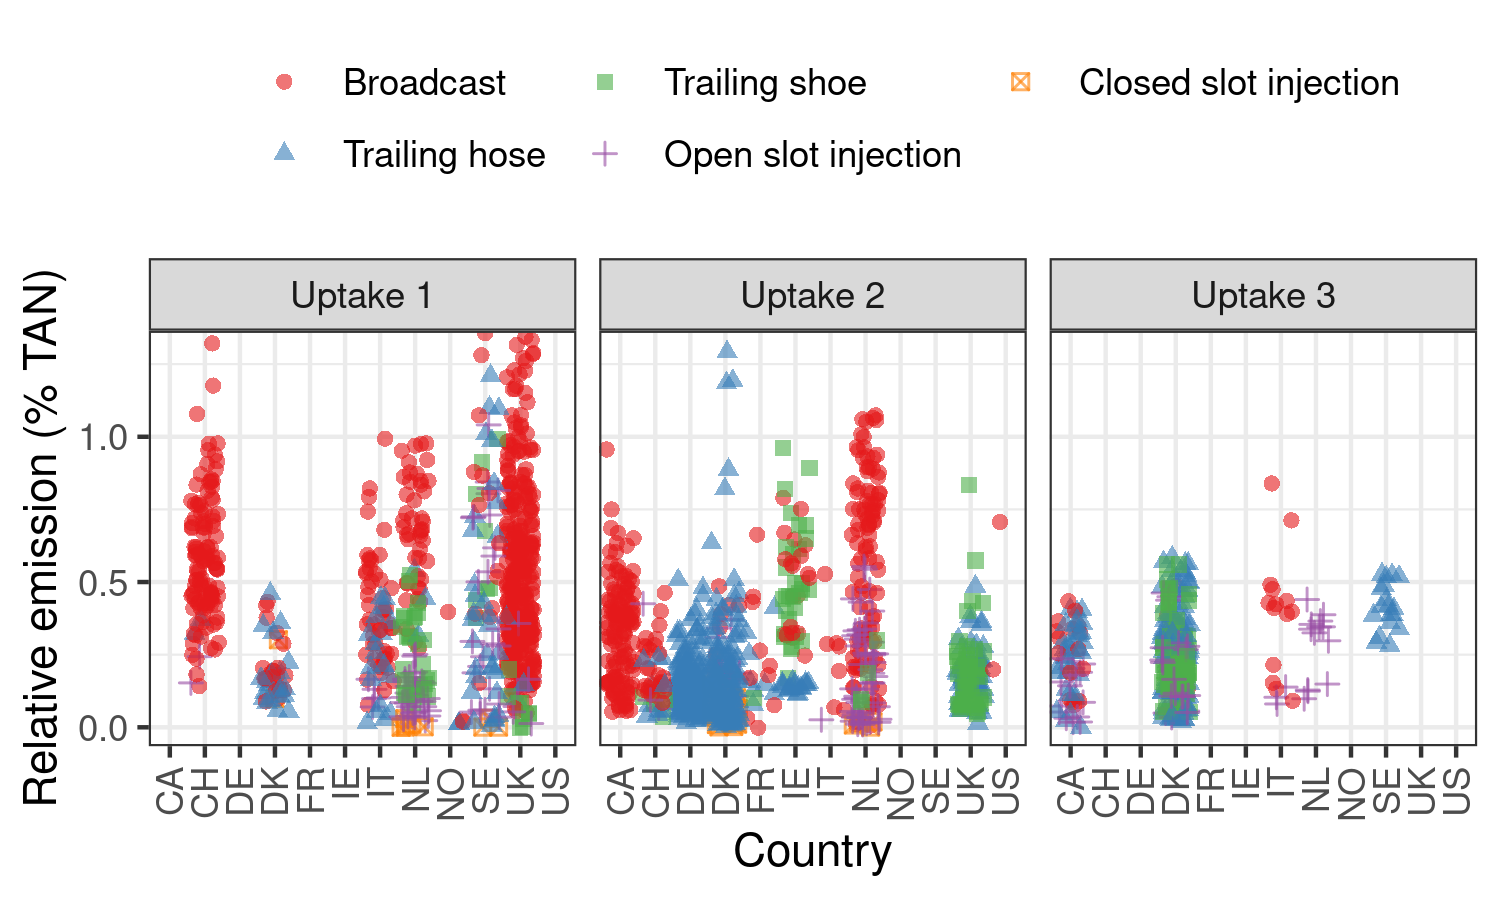 Broadcast
Trailing shoe
Closed slot injection
Trailing hose
Open slot injection
Uptake 1
Uptake 2
Uptake 3
Relative emission (% TAN)
1.0
0.5
0.0
CA CH DE DK FR IE IT NL NO SE UK US
CA CH DE DK FR IE IT NL NO SE UK US
CA CH DE DK FR IE IT NL NO SE UK US
Country